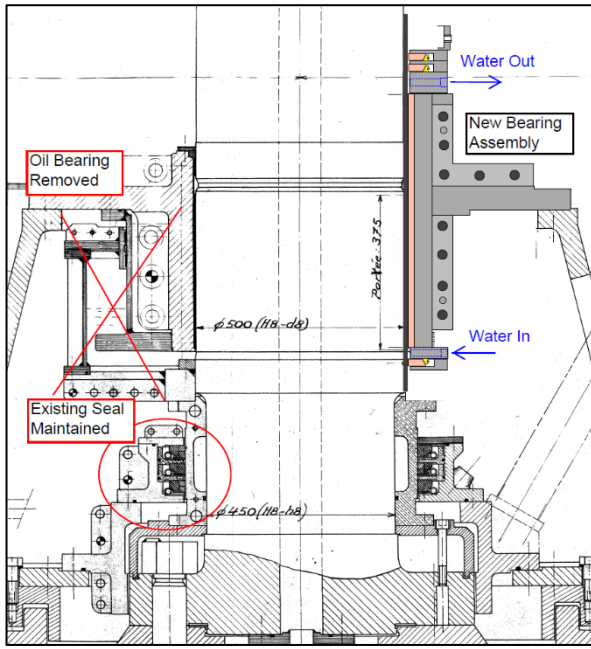 Water Out
New Bearing
Assembly
Oil Bearing
Removed
Portée 375
ϕ500 (H8-d8)
Water In
Existing Seal
Maintained
ϕ450 (H8-h8)